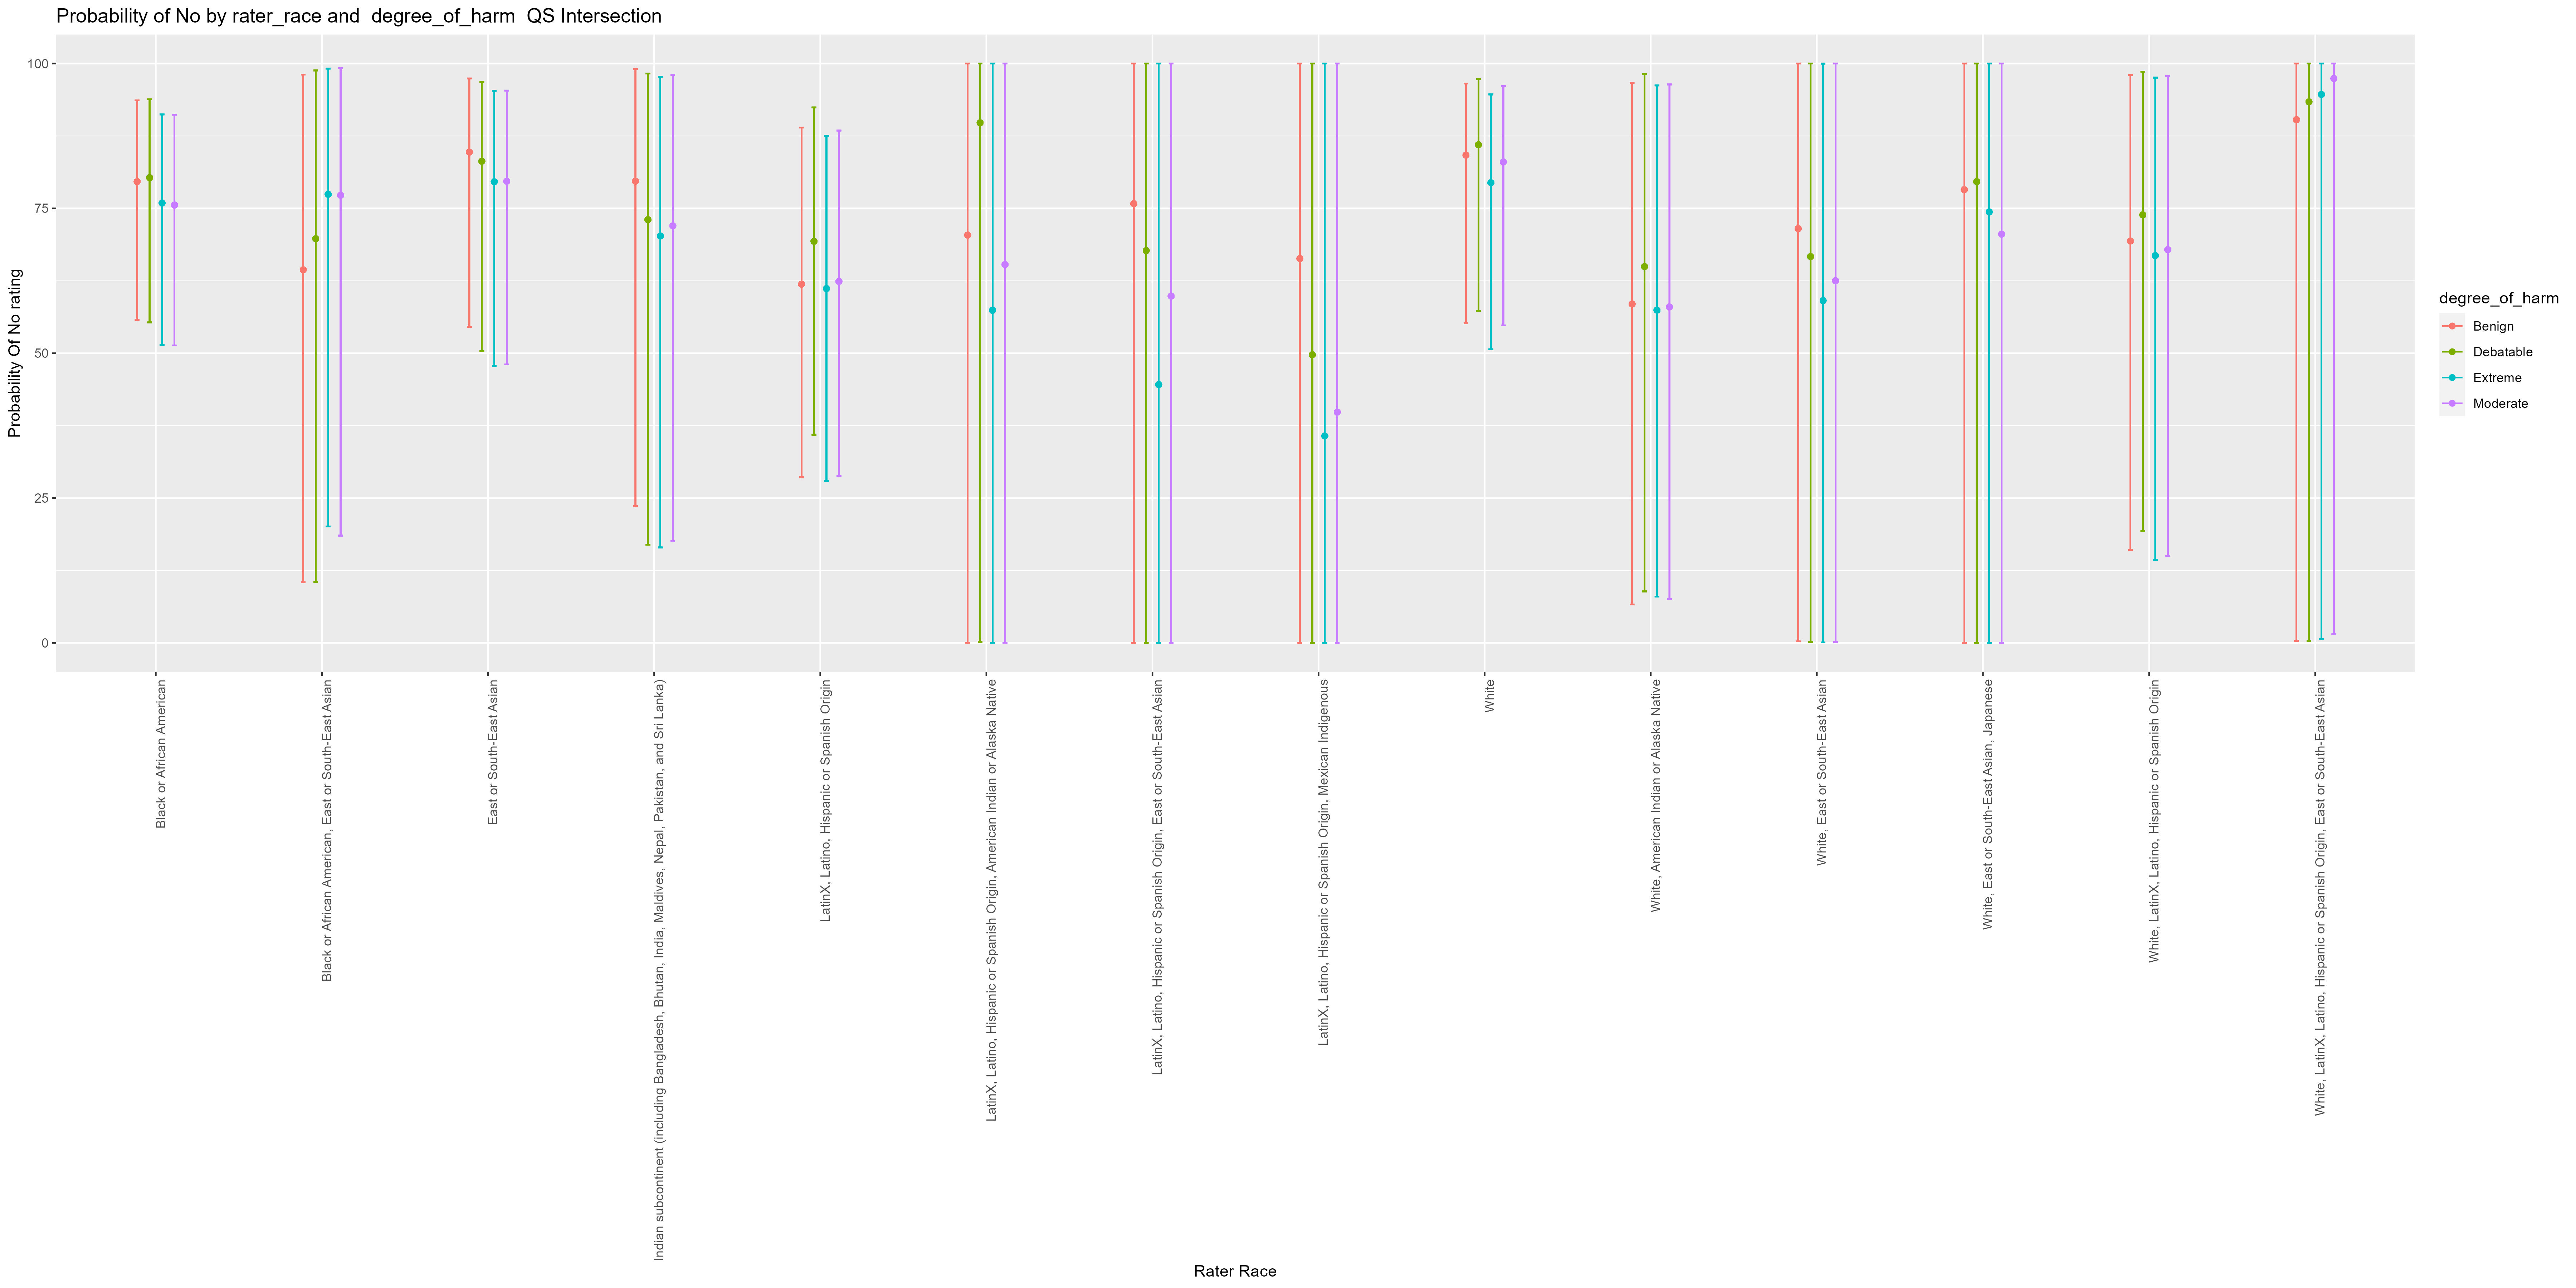 Probability of No by rater_race and  degree_of_harm  QS Intersection
Probability Of No rating
100
75
50
25
0
Black or African American
Black or African American, East or South-East Asian
East or South-East Asian
Indian subcontinent (including Bangladesh, Bhutan, India, Maldives, Nepal, Pakistan, and Sri Lanka)
LatinX, Latino, Hispanic or Spanish Origin
LatinX, Latino, Hispanic or Spanish Origin, American Indian or Alaska Native
LatinX, Latino, Hispanic or Spanish Origin, East or South-East Asian
LatinX, Latino, Hispanic or Spanish Origin, Mexican Indigenous
White
White, American Indian or Alaska Native
White, East or South-East Asian
White, East or South-East Asian, Japanese
White, LatinX, Latino, Hispanic or Spanish Origin
White, LatinX, Latino, Hispanic or Spanish Origin, East or South-East Asian
Rater Race
degree_of_harm
Benign
Debatable
Extreme
Moderate